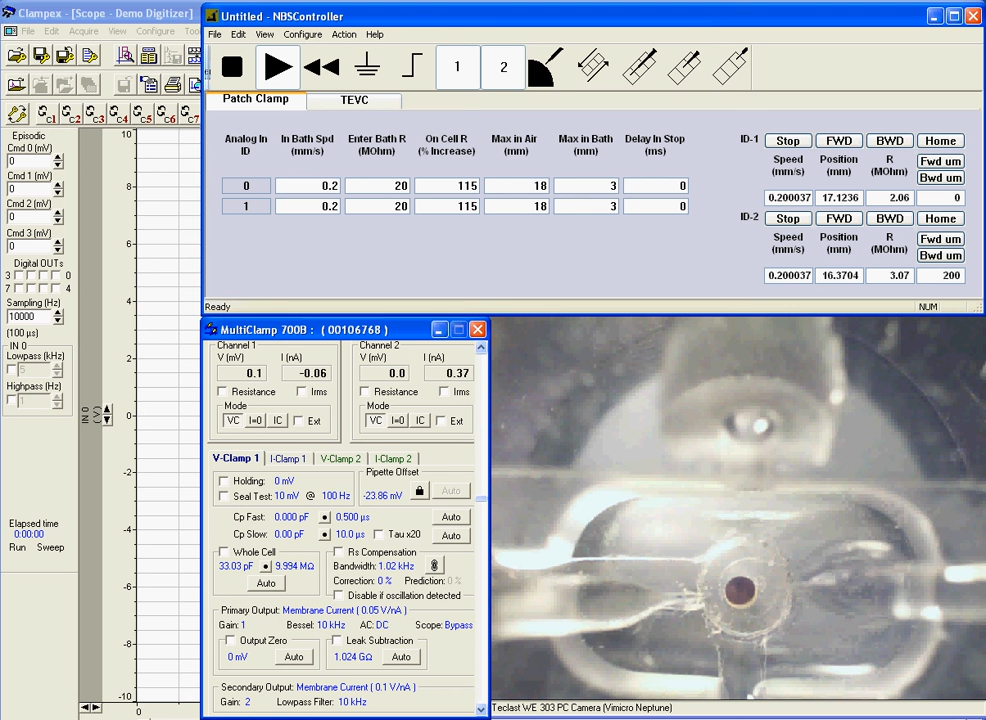 Clampex - [Scope - Demo Digitizer]
File Edit Acquire View Configure Too
C1 C2 C3 C4 C5 C6 C7
Episodic
Cmd 0 (mV)
0
Cmd 1 (mV)
0
Cmd 2 (mV)
0
Cmd 3 (mV)
0
Digital OUTs
3 0
7 4
Sampling (Hz)
10000
(100 µs)
IN 0
Lowpass (kHz)
5
Highpass (Hz)
1
Elapsed time
0:00:00
Run Sweep
IN 0
(V)
10
8
6
4
2
0
-2
-4
-6
-8
-10
0
Untitled - NBSController
File Edit View Configure Action Help
1 2
Patch Clamp TEVC
Analog In ID In Bath Spd (mm/s) Enter Bath R (MOhm) On Cell R (% Increase) Max in Air (mm) Max in Bath (mm) Delay In Stop (ms)
0 0.2 20 115 18 3 0
1 0.2 20 115 18 3 0
ID-1 Stop FWD BWD Home
Speed (mm/s) Position (mm) R (MOhm) Fwd um
Bwd um
0.200037 17.1236 2.06 0
ID-2 Stop FWD BWD Home
Speed (mm/s) Position (mm) R (MOhm) Fwd um
Bwd um
0.200037 16.3704 3.07 200
Ready NUM
MultiClamp 700B : ( 00106768 )
Channel 1 Channel 2
V (mV) I (nA) V (mV) I (nA)
0.1 -0.06 0.0 0.37
Resistance Irms Resistance Irms
Mode Mode
VC I=0 IC Ext VC I=0 IC Ext
V-Clamp 1 I-Clamp 1 V-Clamp 2 I-Clamp 2
Holding: 0 mV
Seal Test: 10 mV @ 100 Hz
Pipette Offset
-23.86 mV Auto
Cp Fast: 0.000 pF 0.500 µs Auto
Cp Slow: 0.00 pF 10.0 µs Tau x20 Auto
Whole Cell
33.03 pF 9.994 MΩ
Auto
Rs Compensation
Bandwidth: 1.02 kHz
Correction: 0 % Prediction: 0 %
Disable if oscillation detected
Primary Output: Membrane Current ( 0.05 V/nA )
Gain: 1 Bessel: 10 kHz AC: DC Scope: Bypass
Output Zero Leak Subtraction
0 mV Auto 1.024 GΩ Auto
Secondary Output: Membrane Current ( 0.1 V/nA )
Gain: 2 Lowpass Filter: 10 kHz
Teclast WE 303 PC Camera (Vimicro Neptune)